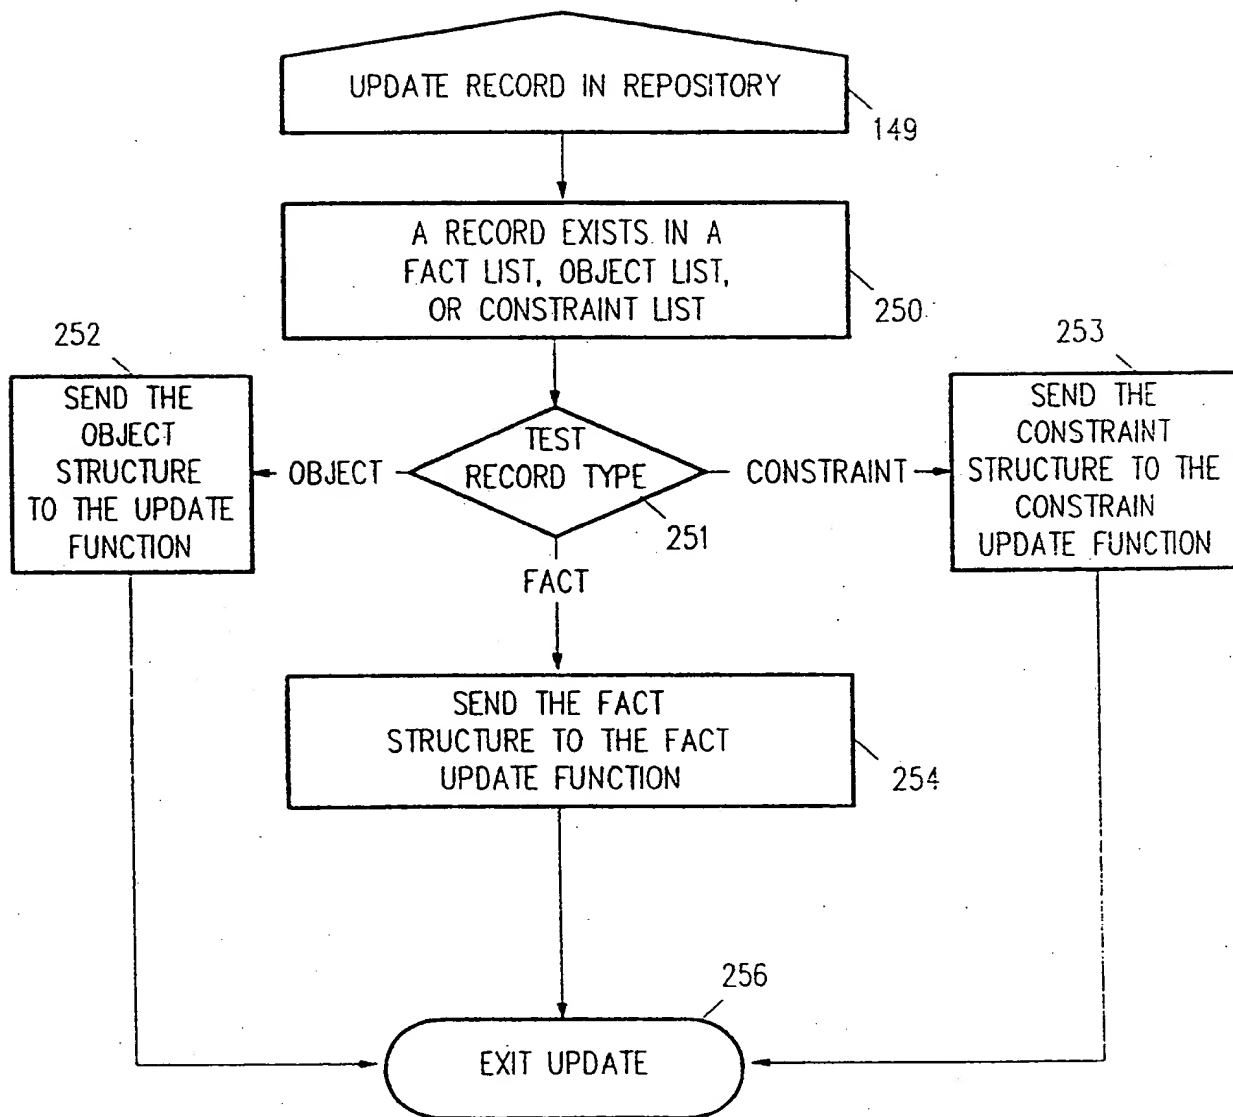 UPDATE RECORD IN REPOSITORY
149
A RECORD EXISTS IN A
FACT LIST, OBJECT LIST,
OR CONSTRAINT LIST
250
252
SEND THE
OBJECT
STRUCTURE
TO THE UPDATE
FUNCTION
OBJECT
TEST
RECORD TYPE
251
CONSTRAINT
253
SEND THE
CONSTRAINT
STRUCTURE TO THE
CONSTRAIN
UPDATE FUNCTION
FACT
SEND THE FACT
STRUCTURE TO THE FACT
UPDATE FUNCTION
254
256
EXIT UPDATE